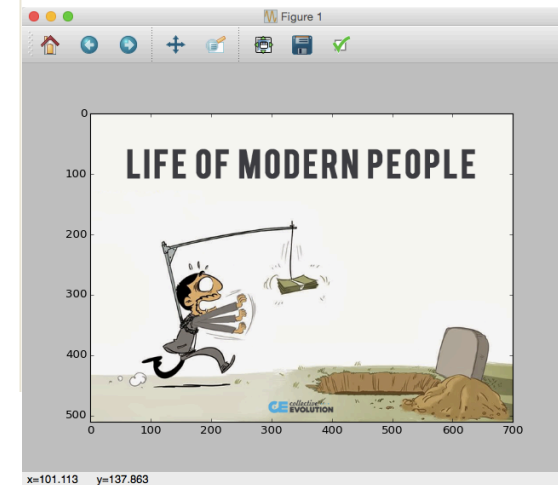 Figure 1
0
LIFE OF MODERN PEOPLE
100
200
300
400
500
collective
CE EVOLUTION
0 100 200 300 400 500 600 700
x=101.113 y=137.863